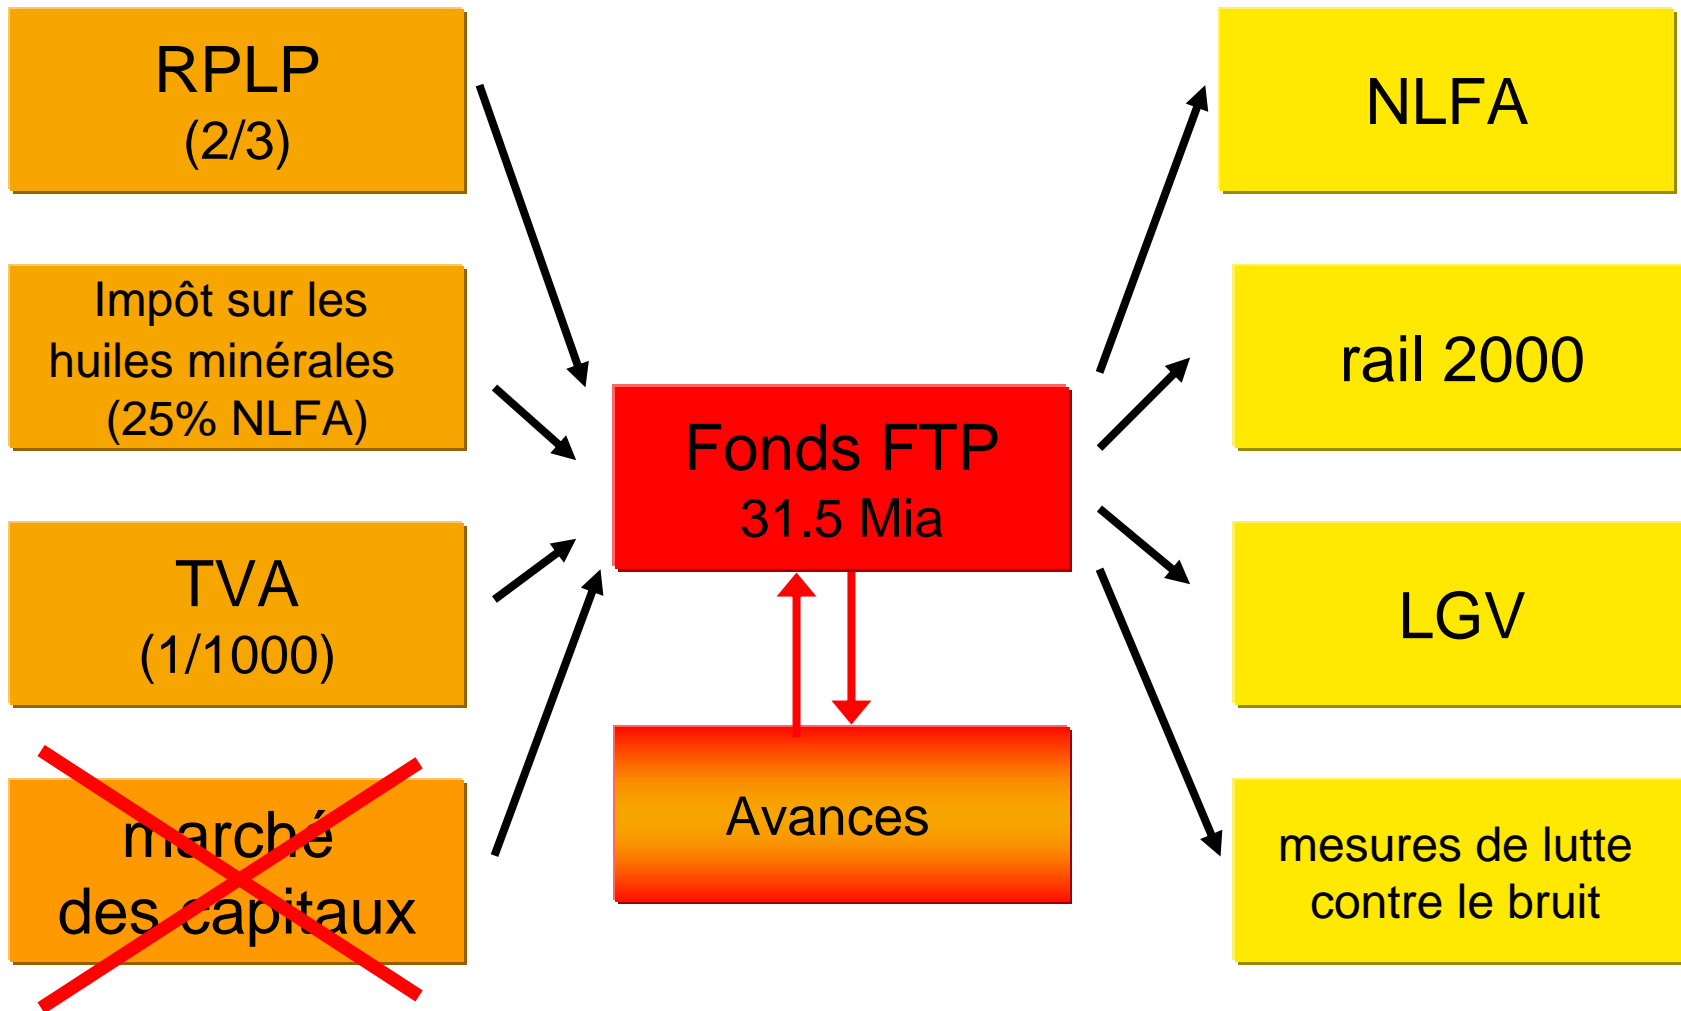 RPLP
(2/3)
Impôt sur les
huiles minérales
(25% NLFA)
TVA
(1/1000)
marché
des capitaux
Fonds FTP
31.5 Mia
Avances
NLFA
rail 2000
LGV
mesures de lutte
contre le bruit